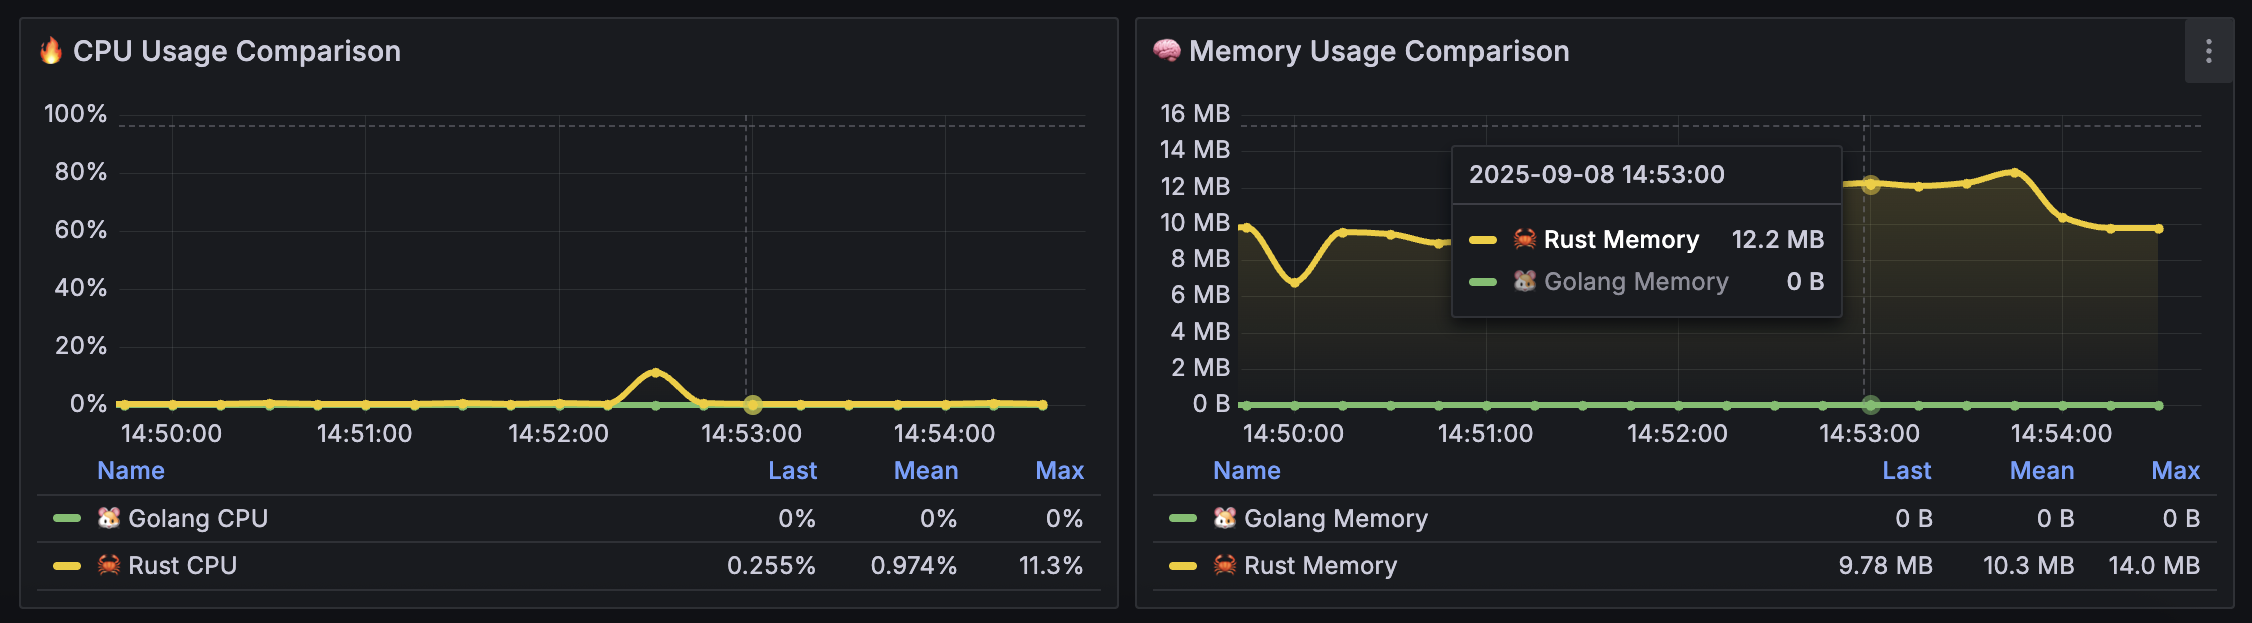 🔥 CPU Usage Comparison
100%
80%
60%
40%
20%
0%
14:50:00 14:51:00 14:52:00 14:53:00 14:54:00
Name Last Mean Max
🐹 Golang CPU 0% 0% 0%
🦀 Rust CPU 0.255% 0.974% 11.3%
🧠 Memory Usage Comparison
16 MB
14 MB
12 MB
10 MB
8 MB
6 MB
4 MB
2 MB
0 B
2025-09-08 14:53:00
🦀 Rust Memory 12.2 MB
🐹 Golang Memory 0 B
14:50:00 14:51:00 14:52:00 14:53:00 14:54:00
Name Last Mean Max
🐹 Golang Memory 0 B 0 B 0 B
🦀 Rust Memory 9.78 MB 10.3 MB 14.0 MB